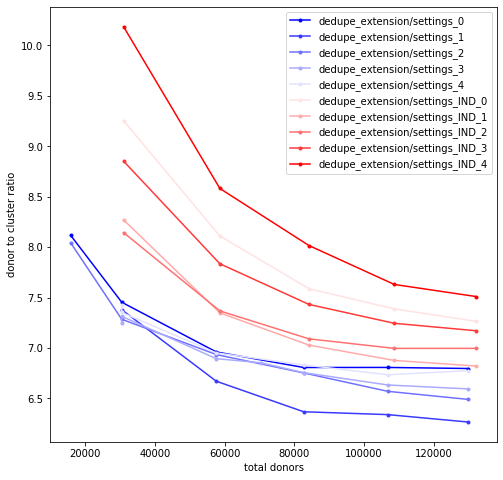 dedupe_extension/settings_0
dedupe_extension/settings_1
dedupe_extension/settings_2
dedupe_extension/settings_3
dedupe_extension/settings_4
dedupe_extension/settings_IND_0
dedupe_extension/settings_IND_1
dedupe_extension/settings_IND_2
dedupe_extension/settings_IND_3
dedupe_extension/settings_IND_4
donor to cluster ratio
10.0
9.5
9.0
8.5
8.0
7.5
7.0
6.5
20000 40000 60000 80000 100000 120000
total donors